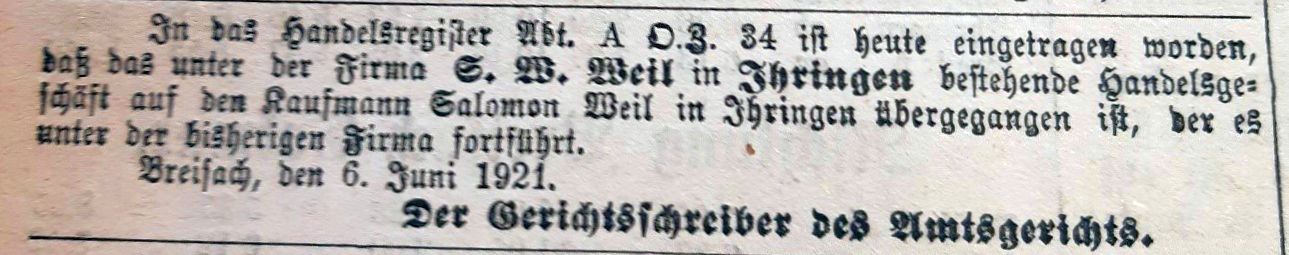 In das Handelsregister Abt. A O.Z. 34 ist heute eingetragen worden,
daß das unter der Firma S. W. Weil in Ihringen bestehende Handelsge-
schäft auf den Kaufmann Salomon Weil in Ihringen übergegangen ist, der es
unter der bisherigen Firma fortführt.
Breisach, den 6. Juni 1921.
Der Gerichtsschreiber des Amtsgerichts.